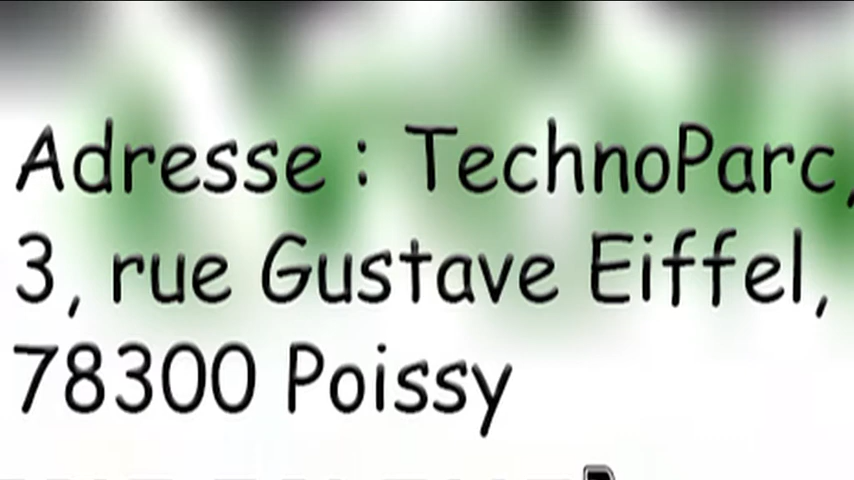 Adresse : TechnoParc,
3, rue Gustave Eiffel,
78300 Poissy